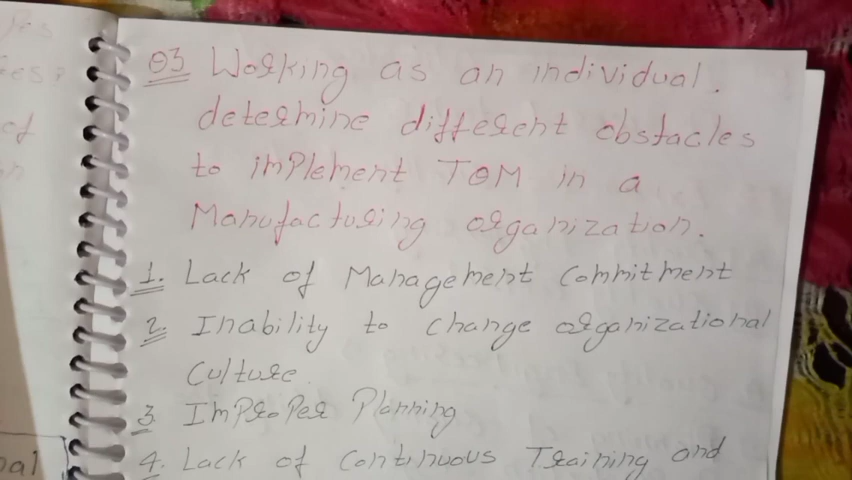 Q3 Working as an individual.
determine different obstacles
to implement TQM in a
Manufacturing organization.
1. Lack of Management Commitment
2. Inability to change organizational
Culture.
3. Improper Planning
4. Lack of Continuous Training and